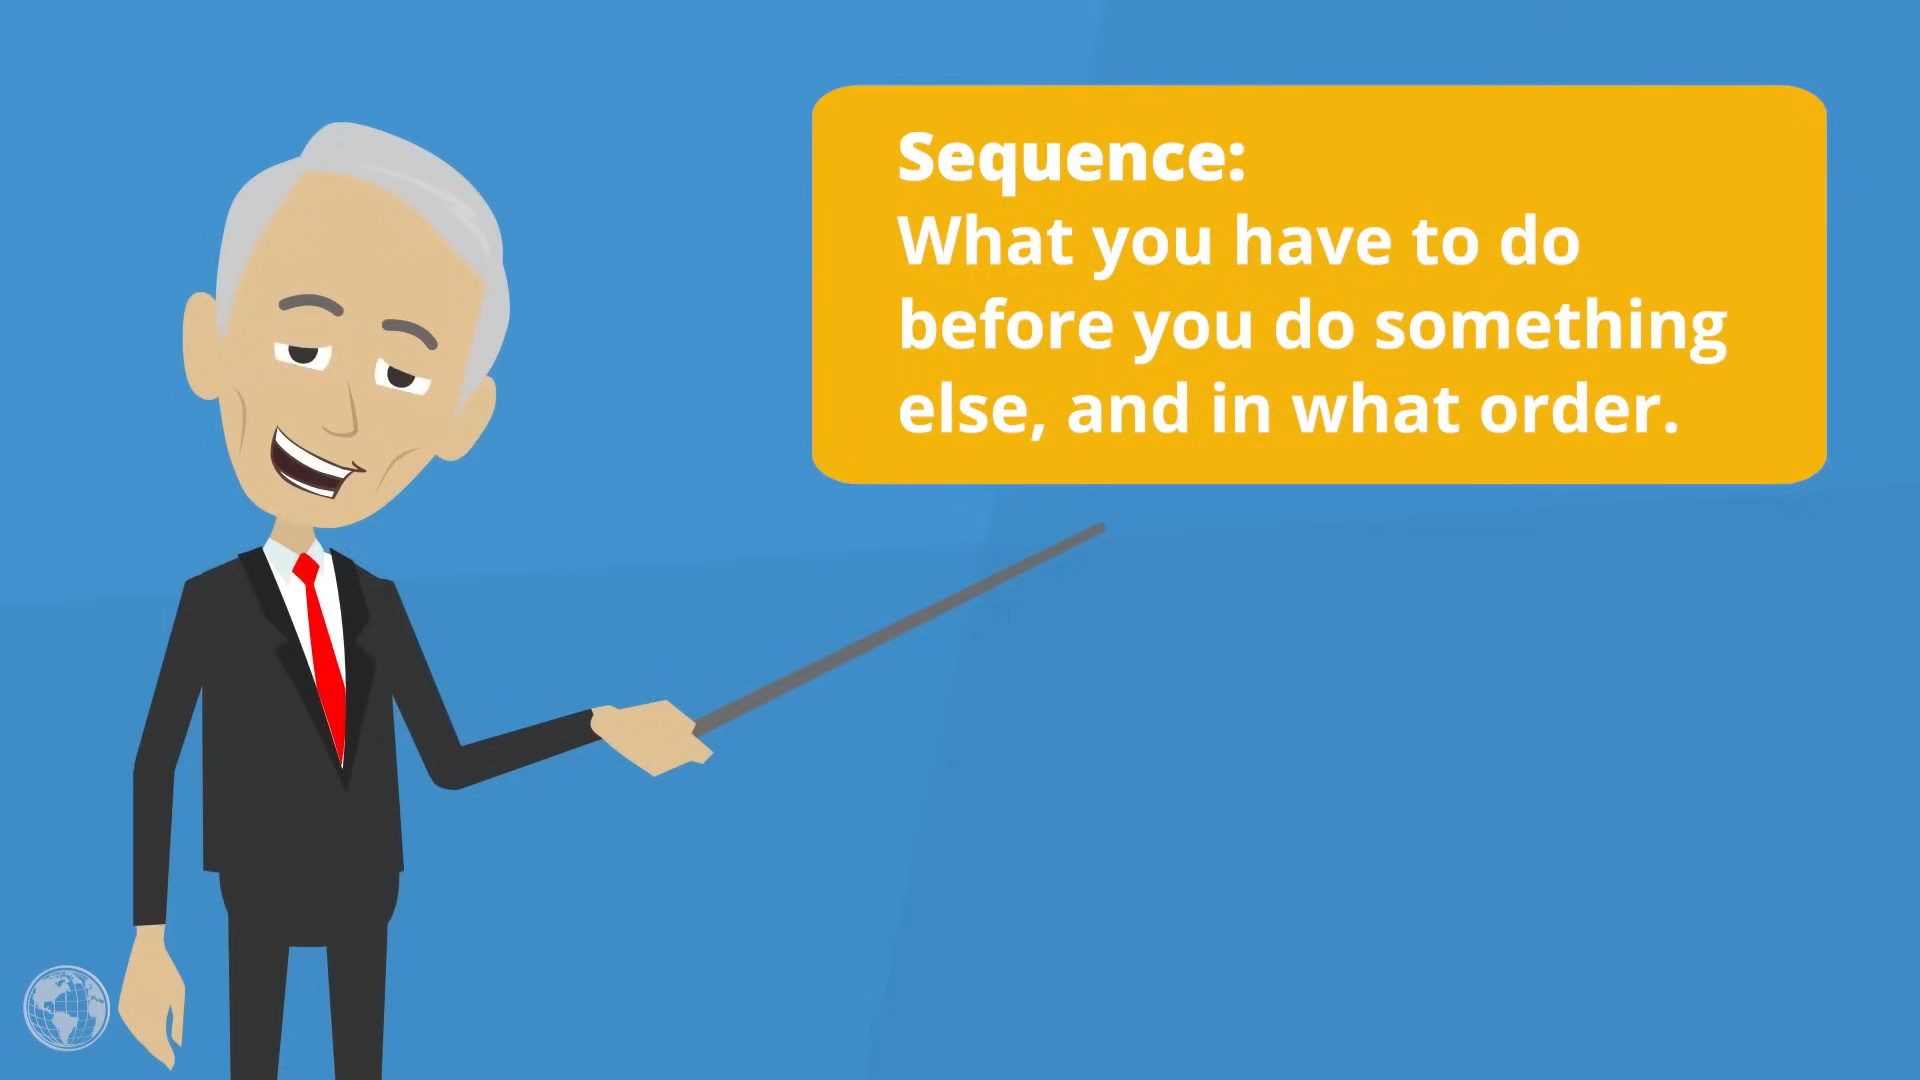 Sequence:
What you have to do
before you do something
else, and in what order.